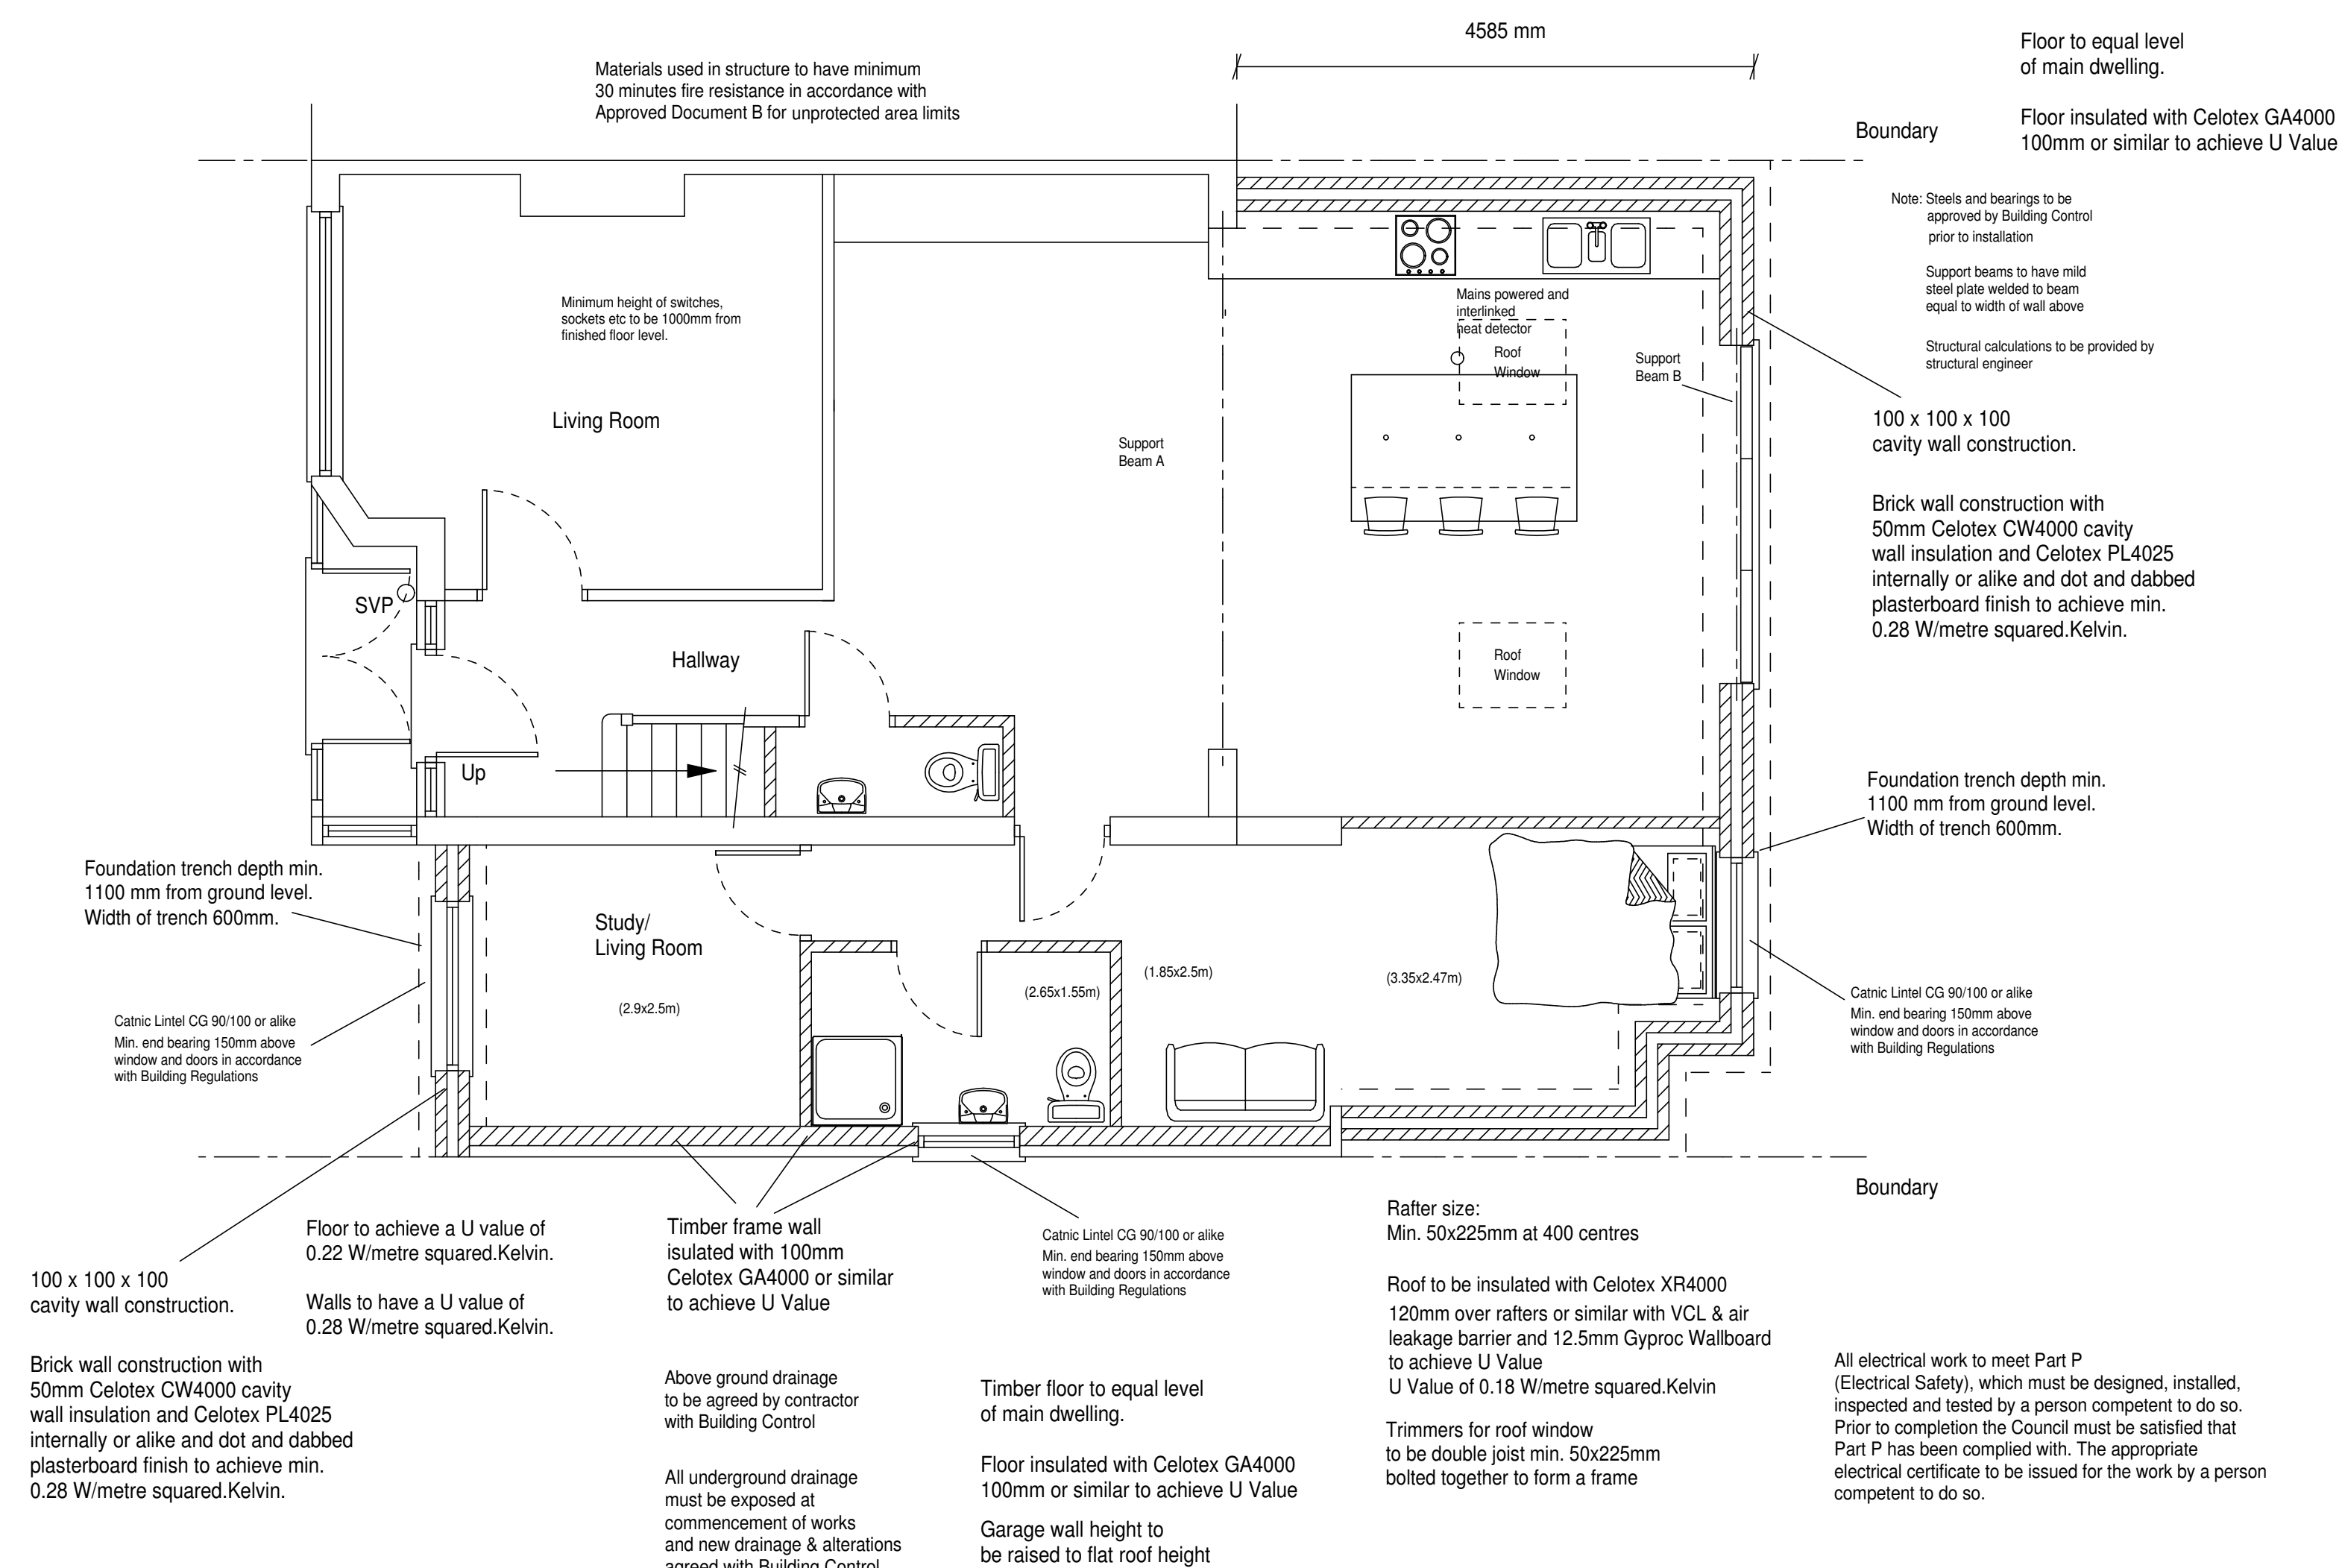 4585 mm
Materials used in structure to have minimum
30 minutes fire resistance in accordance with
Approved Document B for unprotected area limits
Floor to equal level
of main dwelling.
Floor insulated with Celotex GA4000
100mm or similar to achieve U Value
Boundary
Note: Steels and bearings to be
approved by Building Control
prior to installation
Support beams to have mild
steel plate welded to beam
equal to width of wall above
Structural calculations to be provided by
structural engineer
Minimum height of switches,
sockets etc to be 1000mm from
finished floor level.
Mains powered and
interlinked
heat detector
Roof
Window
Support
Beam B
Living Room
Support
Beam A
100 x 100 x 100
cavity wall construction.
Brick wall construction with
50mm Celotex CW4000 cavity
wall insulation and Celotex PL4025
internally or alike and dot and dabbed
plasterboard finish to achieve min.
0.28 W/metre squared.Kelvin.
SVP
Hallway
Roof
Window
Up
Foundation trench depth min.
1100 mm from ground level.
Width of trench 600mm.
Foundation trench depth min.
1100 mm from ground level.
Width of trench 600mm.
Study/
Living Room
(2.9x2.5m)
(2.65x1.55m)
(1.85x2.5m)
(3.35x2.47m)
Catnic Lintel CG 90/100 or alike
Min. end bearing 150mm above
window and doors in accordance
with Building Regulations
Catnic Lintel CG 90/100 or alike
Min. end bearing 150mm above
window and doors in accordance
with Building Regulations
Boundary
100 x 100 x 100
cavity wall construction.
Brick wall construction with
50mm Celotex CW4000 cavity
wall insulation and Celotex PL4025
internally or alike and dot and dabbed
plasterboard finish to achieve min.
0.28 W/metre squared.Kelvin.
Floor to achieve a U value of
0.22 W/metre squared.Kelvin.
Walls to have a U value of
0.28 W/metre squared.Kelvin.
Timber frame wall
isulated with 100mm
Celotex GA4000 or similar
to achieve U Value
Above ground drainage
to be agreed by contractor
with Building Control
All underground drainage
must be exposed at
commencement of works
and new drainage & alterations
agreed with Building Control
Catnic Lintel CG 90/100 or alike
Min. end bearing 150mm above
window and doors in accordance
with Building Regulations
Timber floor to equal level
of main dwelling.
Floor insulated with Celotex GA4000
100mm or similar to achieve U Value
Garage wall height to
be raised to flat roof height
Rafter size:
Min. 50x225mm at 400 centres
Roof to be insulated with Celotex XR4000
120mm over rafters or similar with VCL & air
leakage barrier and 12.5mm Gyproc Wallboard
to achieve U Value
U Value of 0.18 W/metre squared.Kelvin
Trimmers for roof window
to be double joist min. 50x225mm
bolted together to form a frame
All electrical work to meet Part P
(Electrical Safety), which must be designed, installed,
inspected and tested by a person competent to do so.
Prior to completion the Council must be satisfied that
Part P has been complied with. The appropriate
electrical certificate to be issued for the work by a person
competent to do so.